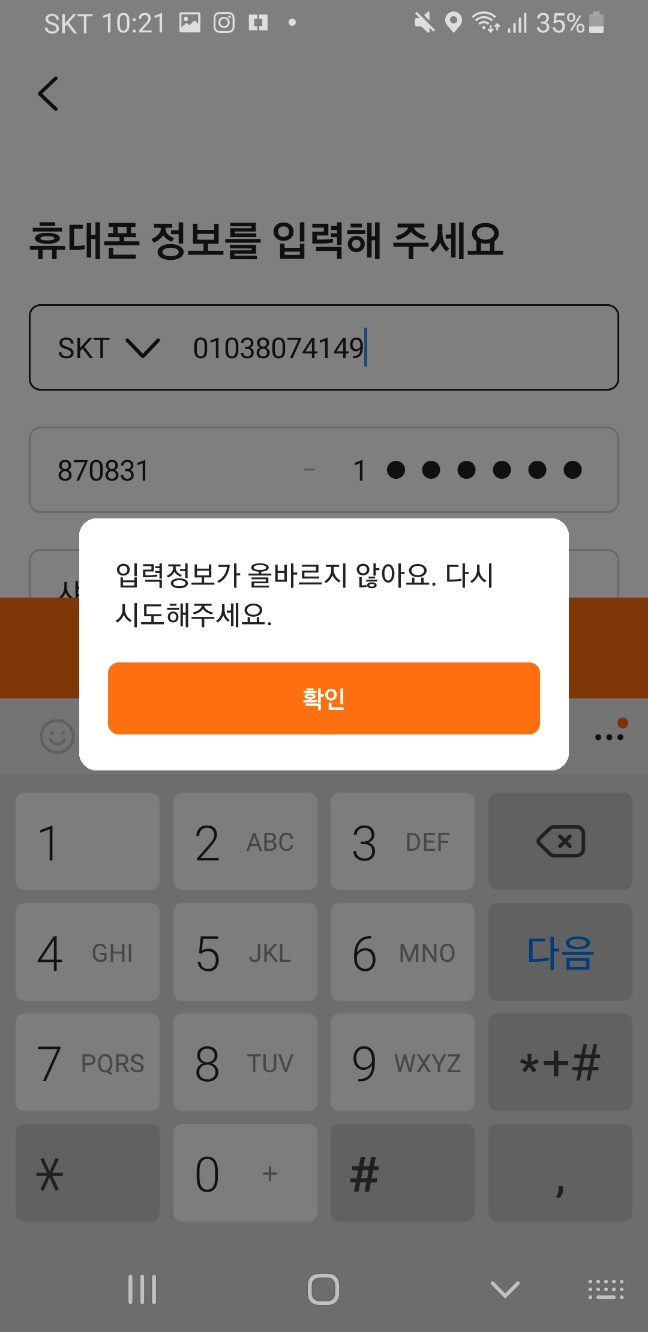 SKT 10:21
35%
휴대폰 정보를 입력해 주세요
SKT 01038074149
870831 - 1 ●●●●●●
입력정보가 올바르지 않아요. 다시
시도해주세요.
확인
1 2 ABC 3 DEF
4 GHI 5 JKL 6 MNO 다음
7 PQRS 8 TUV 9 WXYZ *+#
* 0 + # ,